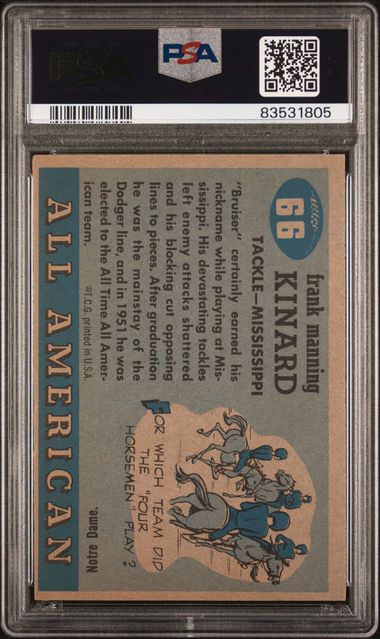 PSA
PSA
83531805
66
frank manning
KINARD
TACKLE—MISSISSIPPI
"Bruiser" certainly earned his
nickname while playing at Mis-
sissippi. His devastating tackles
left enemy attacks shattered
and his blocking cut opposing
lines to pieces. After graduation
he was the mainstay of the
Dodger line, and in 1951 he was
elected to the All Time All Amer-
ican team.
©T.C.G. printed in U.S.A.
FOR WHICH TEAM DID
THE "FOUR
HORSEMEN" PLAY?
Notre Dame.
ALL AMERICAN